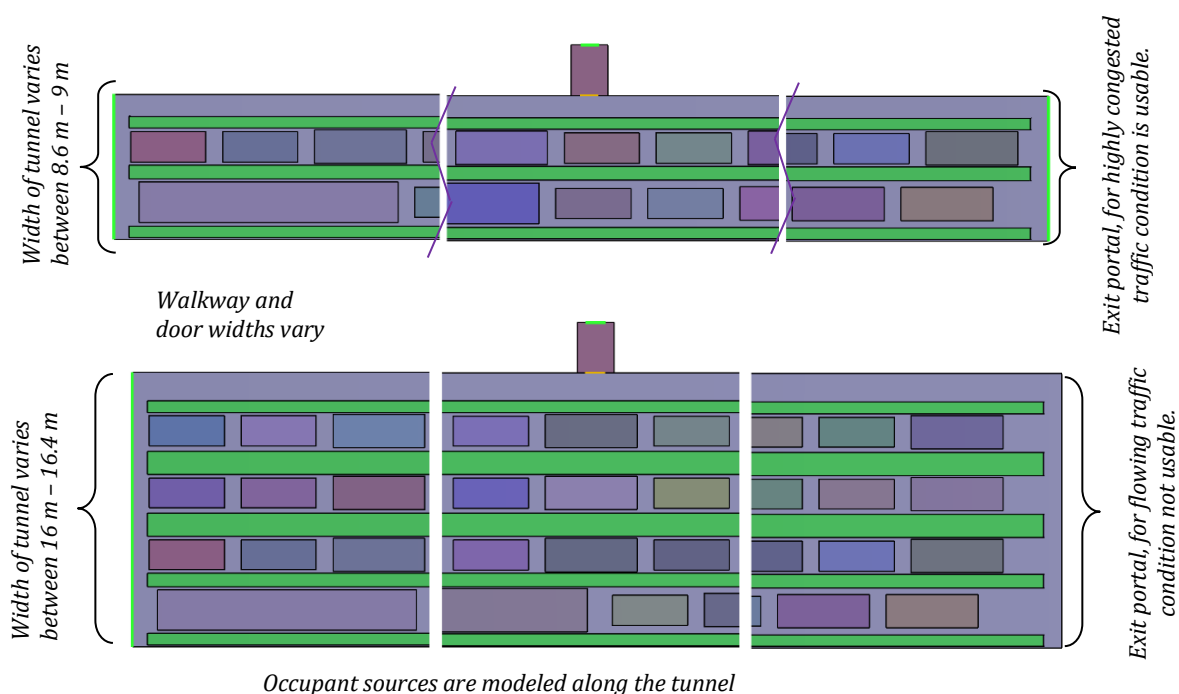 Width of tunnel varies
between 8.6 m – 9 m
Exit portal, for highly congested
traffic condition is usable.
Walkway and
door widths vary
Width of tunnel varies
between 16 m – 16.4 m
Exit portal, for flowing traffic
condition not usable.
Occupant sources are modeled along the tunnel